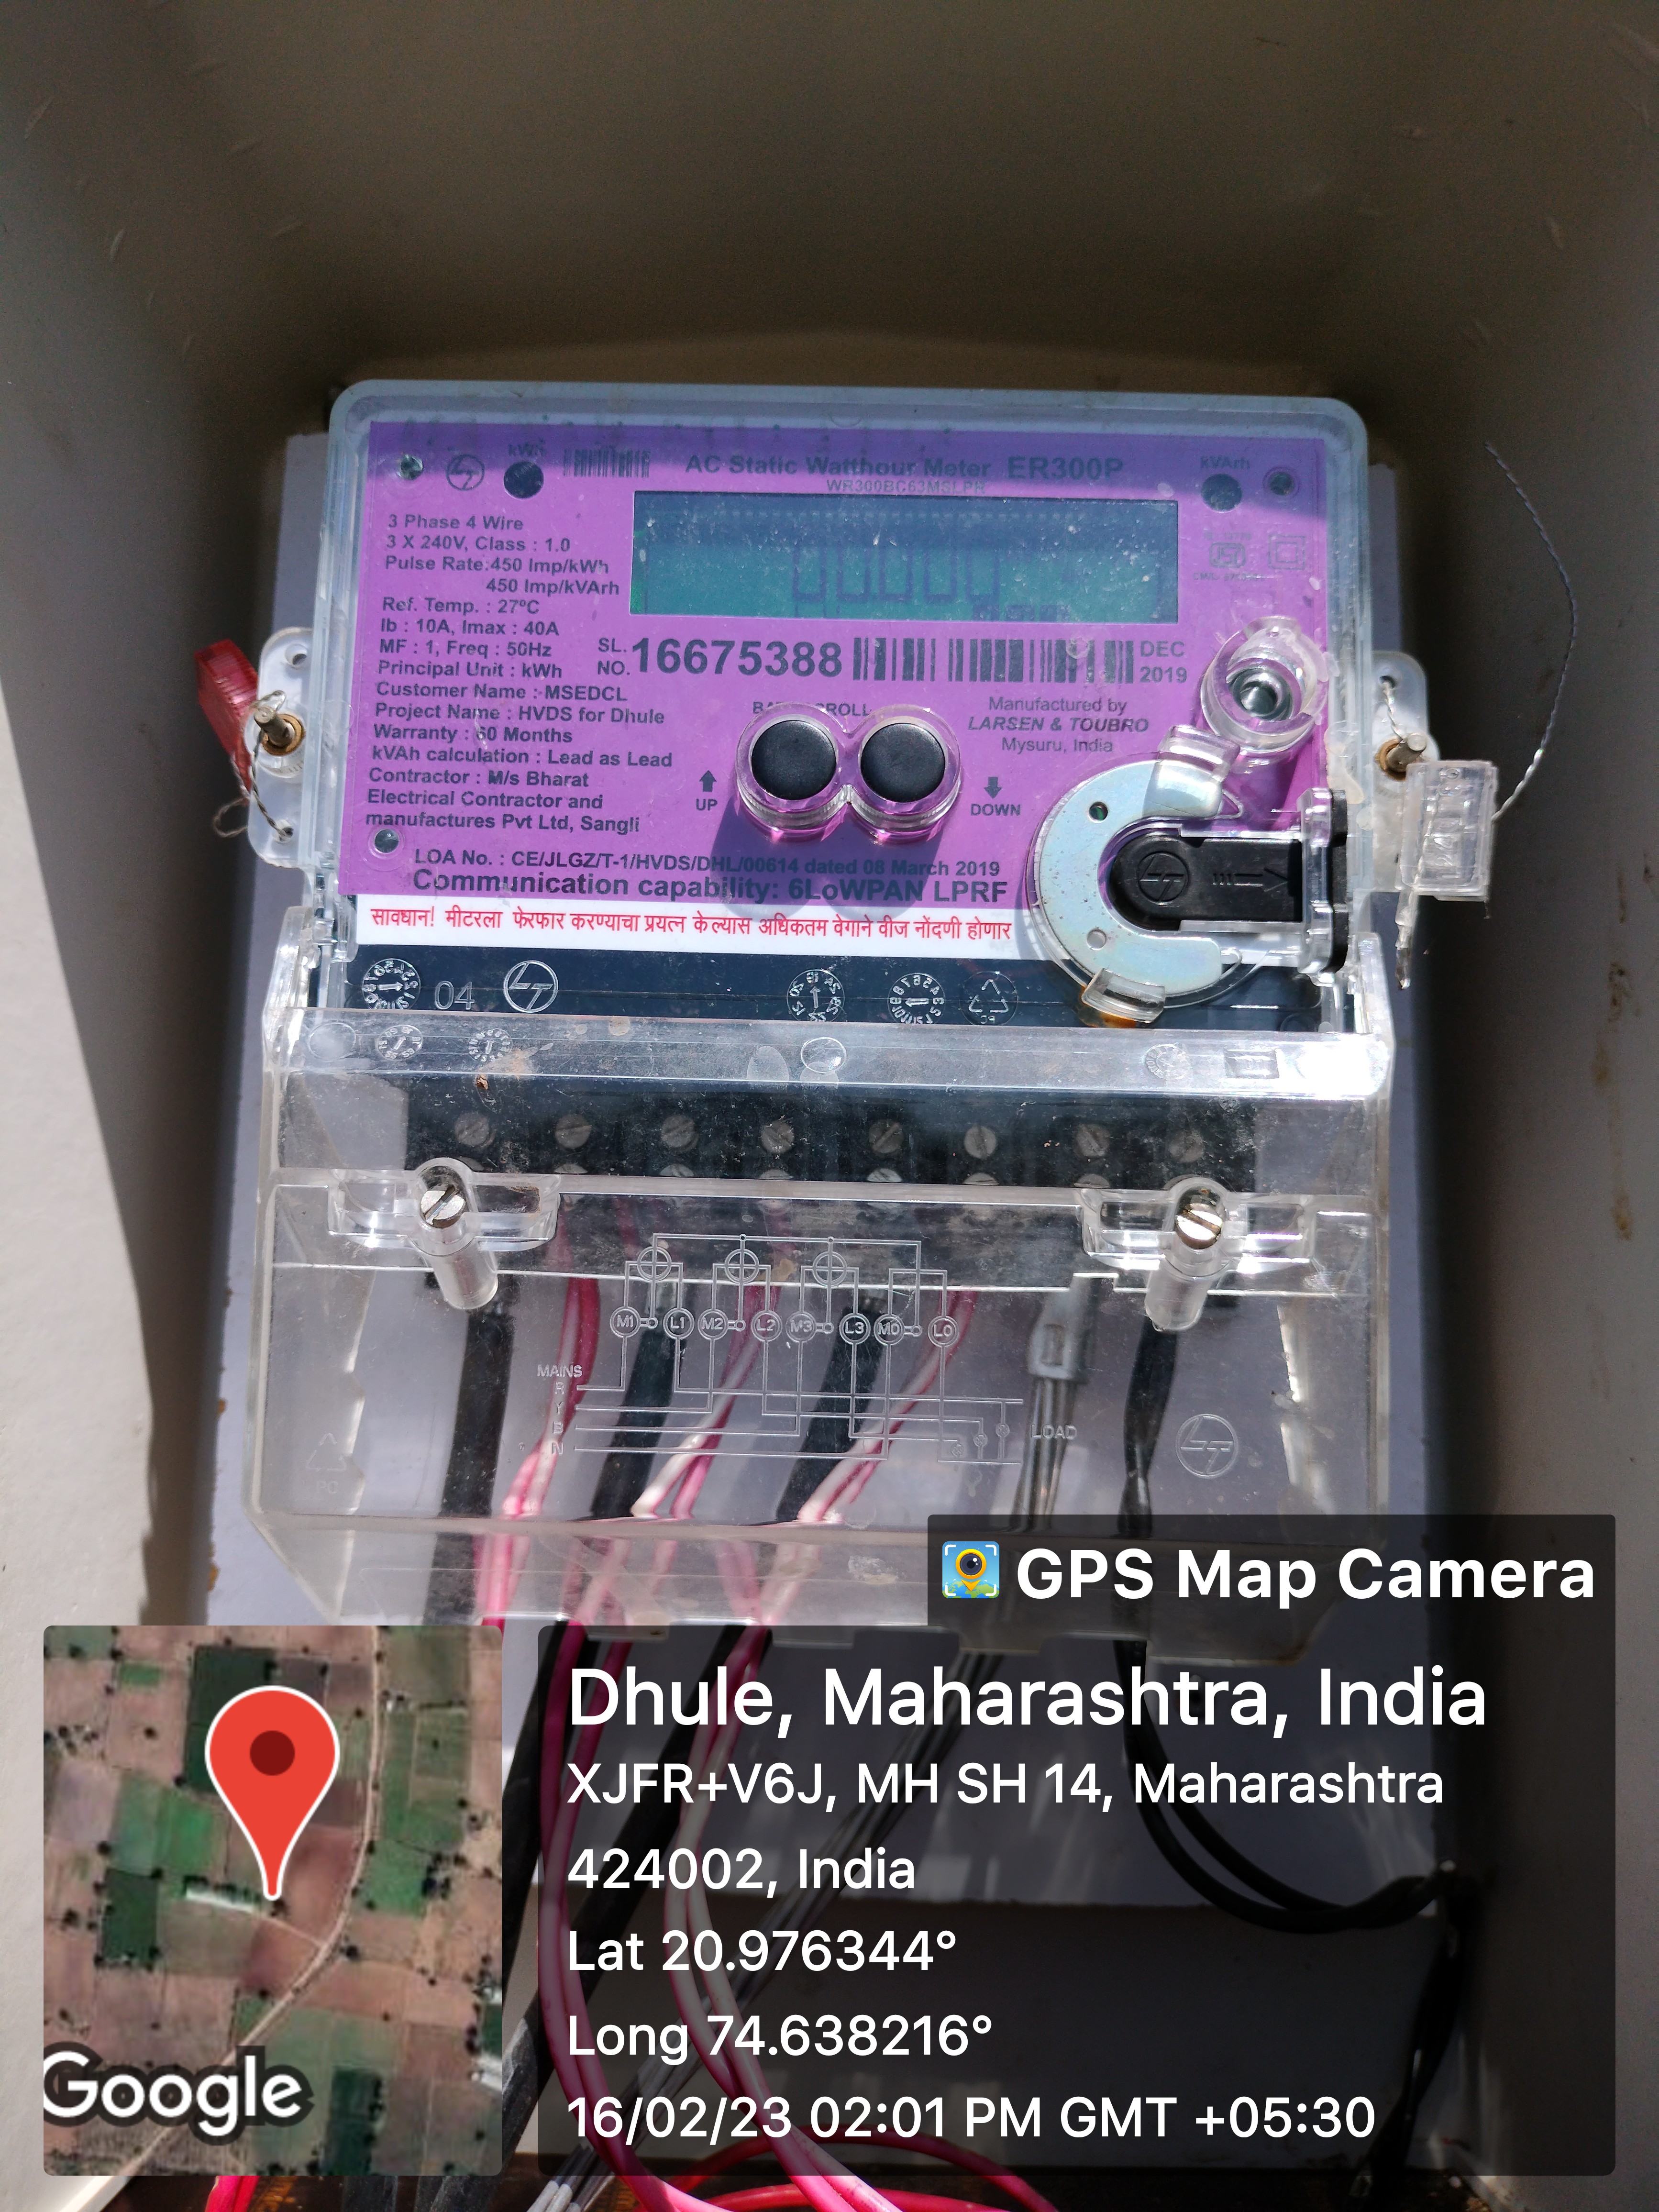 kWh
AC Static Watthour Meter ER300P
WR300BC63MSLPR
kVArh
3 Phase 4 Wire
3 X 240V, Class : 1.0
Pulse Rate:450 Imp/kWh
450 Imp/kVArh
Ref. Temp. : 27°C
Ib : 10A, Imax : 40A
MF : 1, Freq : 50Hz
Principal Unit : kWh
Customer Name : MSEDCL
Project Name : HVDS for Dhule
Warranty : 60 Months
kVAh calculation : Lead as Lead
Contractor : M/s Bharat
Electrical Contractor and
manufactures Pvt Ltd, Sangli
SL. NO. 16675388
DEC 2019
UP
DOWN
Manufactured by
LARSEN & TOUBRO
Mysuru, India
LOA No. : CE/JLGZ/T-1/HVDS/DHL/00614 dated 08 March 2019
Communication capability: 6LoWPAN LPRF
सावधान! मीटरला फेरफार करण्याचा प्रयत्न केल्यास अधिकतम वेगाने वीज नोंदणी होणार
04
M1 L1 M2 L2 M3 L3 M0 L0
MAINS
R
Y
B
N
LOAD
PC
GPS Map Camera
Dhule, Maharashtra, India
XJFR+V6J, MH SH 14, Maharashtra
424002, India
Lat 20.976344°
Long 74.638216°
16/02/23 02:01 PM GMT +05:30
Google